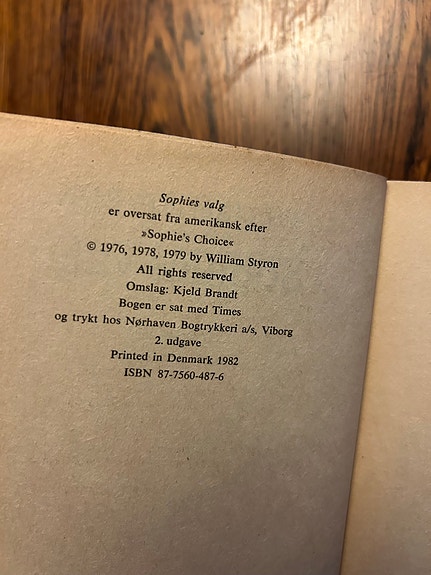 Sophies valg
er oversat fra amerikansk efter
»Sophie's Choice«
© 1976, 1978, 1979 by William Styron
All rights reserved
Omslag: Kjeld Brandt
Bogen er sat med Times
og trykt hos Nørhaven Bogtrykkeri a/s, Viborg
2. udgave
Printed in Denmark 1982
ISBN 87-7560-487-6